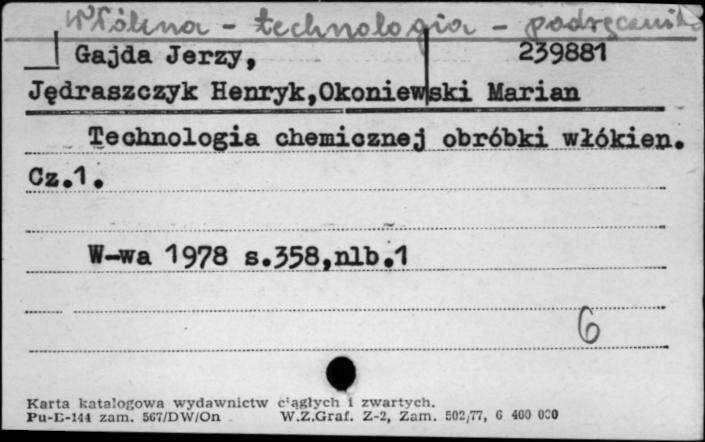 Włókna - technologia - podręczniki
Gajda Jerzy, 239881
Jędraszczyk Henryk,Okoniewski Marian
Technologia chemicznej obróbki włókien.
Cz.1.
W-wa 1978 s.358,nlb.1
6
Karta katalogowa wydawnictw ciągłych i zwartych.
Pu-E-144 zam. 567/DW/On W.Z.Graf. Z-2, Zam. 502/77, 6 400 000